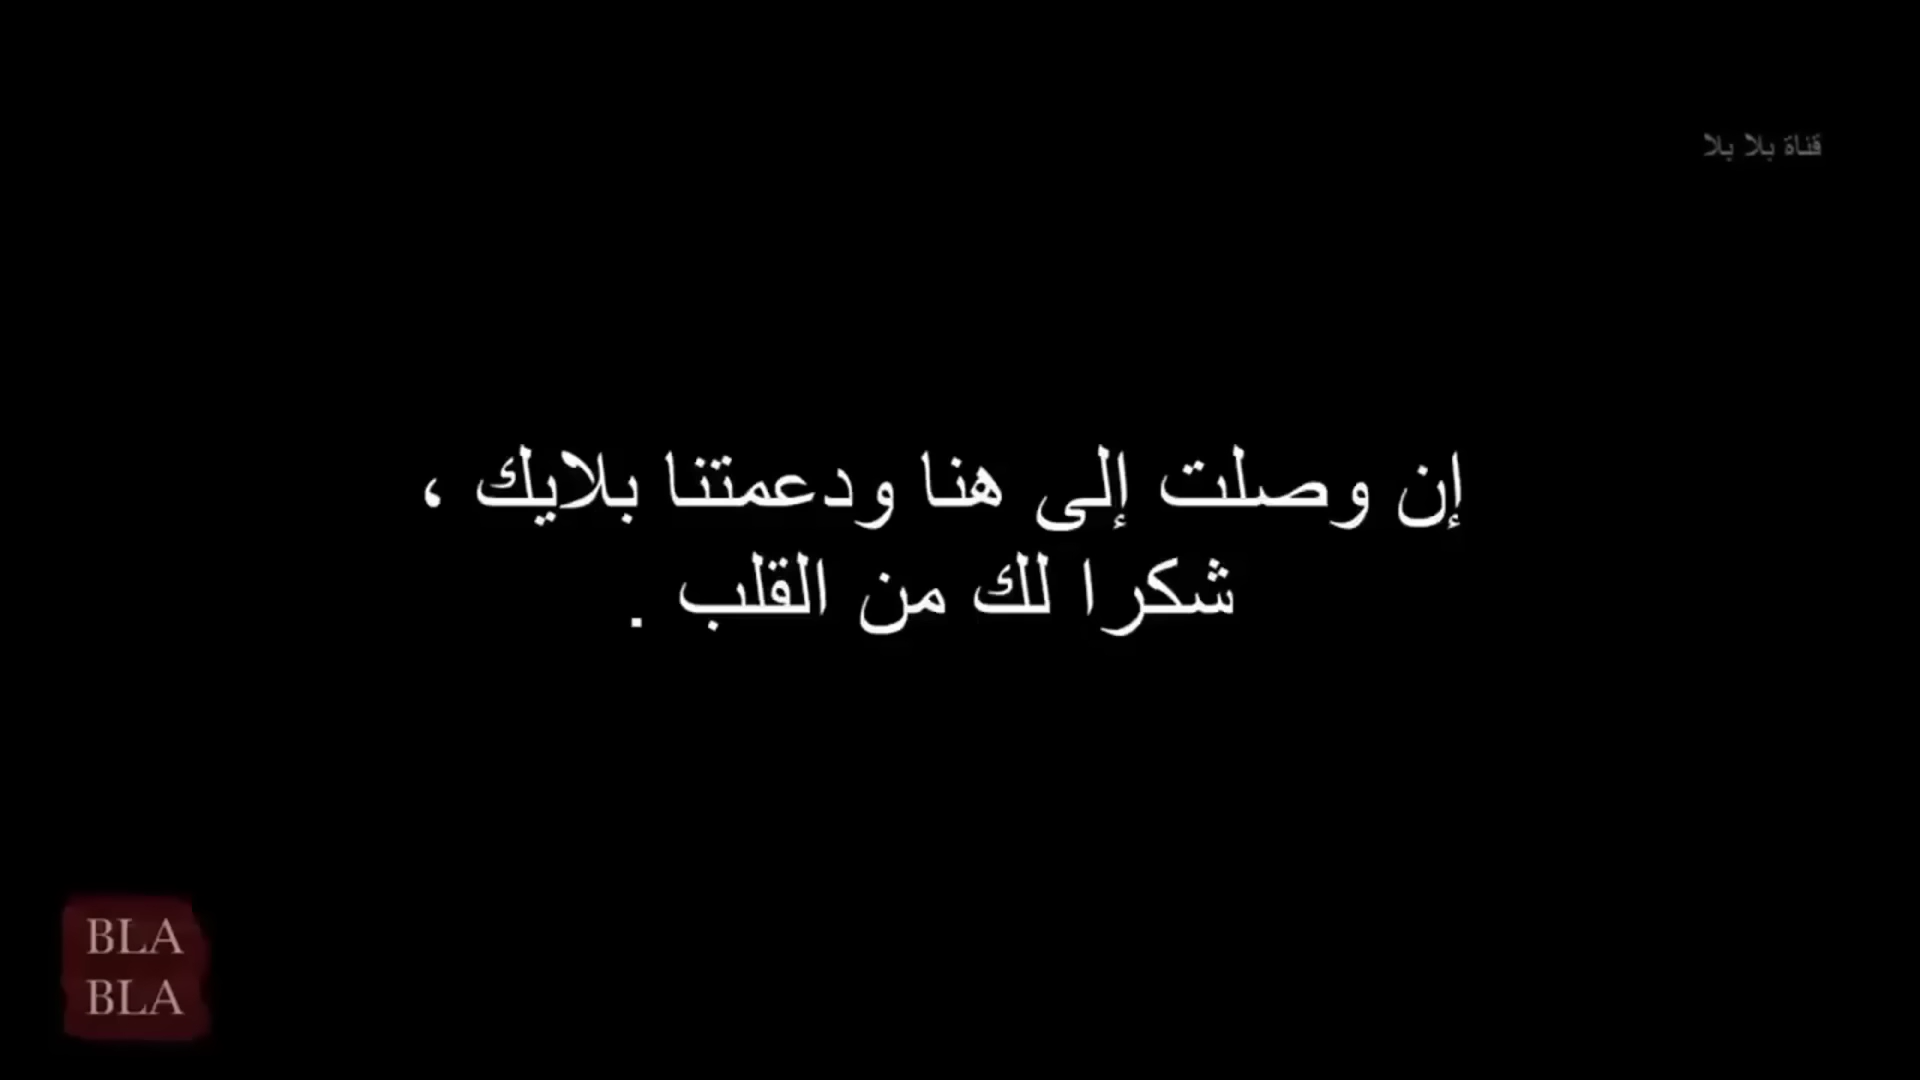 قناة بلا بلا
إن وصلت إلى هنا ودعمتنا بلايك ،
شكرا لك من القلب .
BLA
BLA